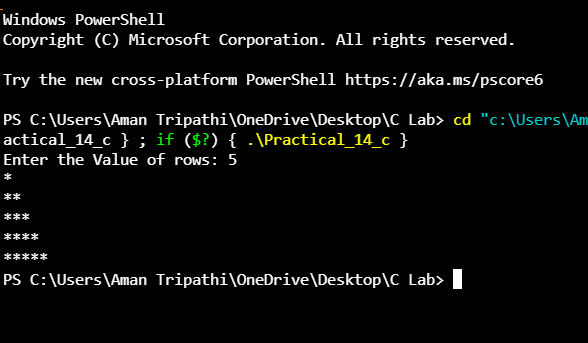 Windows PowerShell
Copyright (C) Microsoft Corporation. All rights reserved.
Try the new cross-platform PowerShell https://aka.ms/pscore6
PS C:\Users\Aman Tripathi\OneDrive\Desktop\C Lab> cd "c:\Users\Am
actical_14_c } ; if ($?) { .\Practical_14_c }
Enter the Value of rows: 5
*
**
***
****
*****
PS C:\Users\Aman Tripathi\OneDrive\Desktop\C Lab>